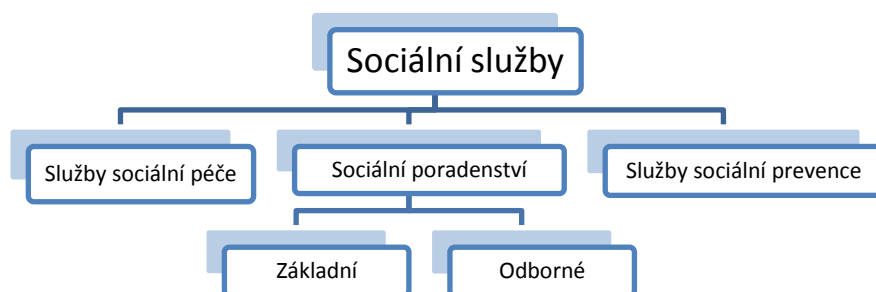 Sociální služby
Služby sociální péče
Sociální poradenství
Služby sociální prevence
Základní
Odborné